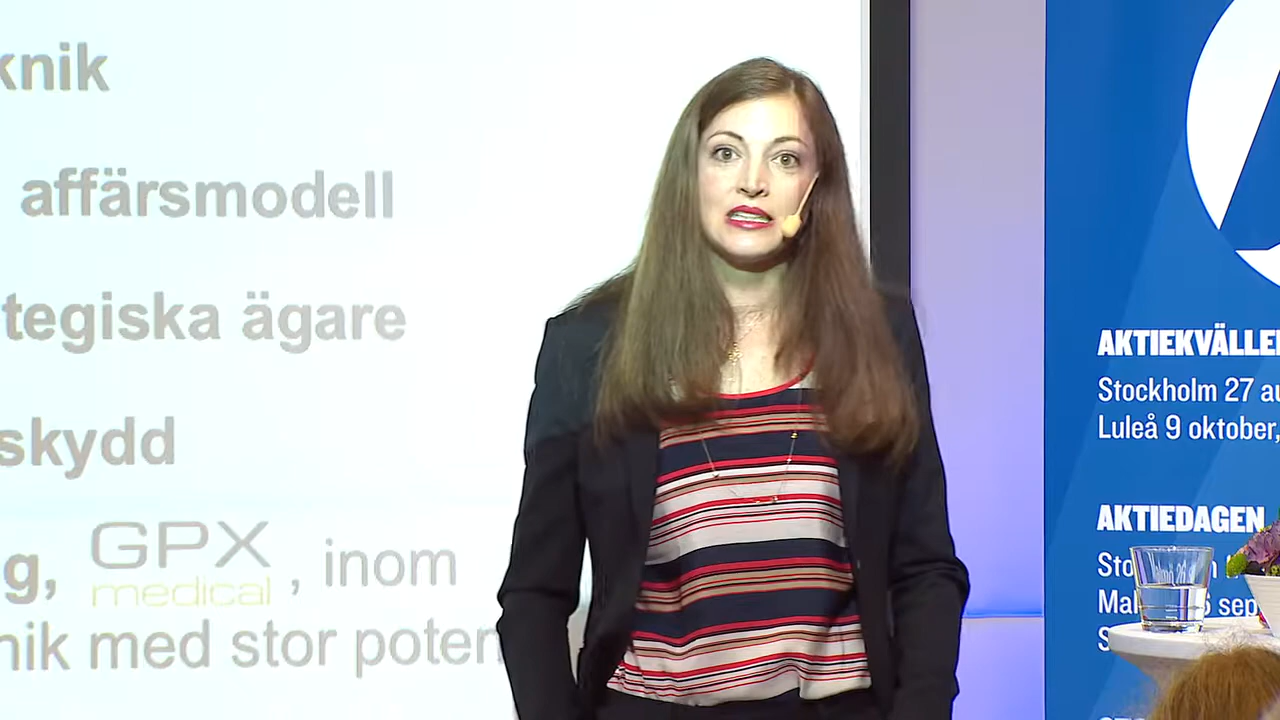 knik
affärsmodell
tegiska ägare
skydd
g, GPX medical, inom
nik med stor poten
AKTIEKVÄLLE
Stockholm 27 au
Luleå 9 oktober,
AKTIEDAGEN